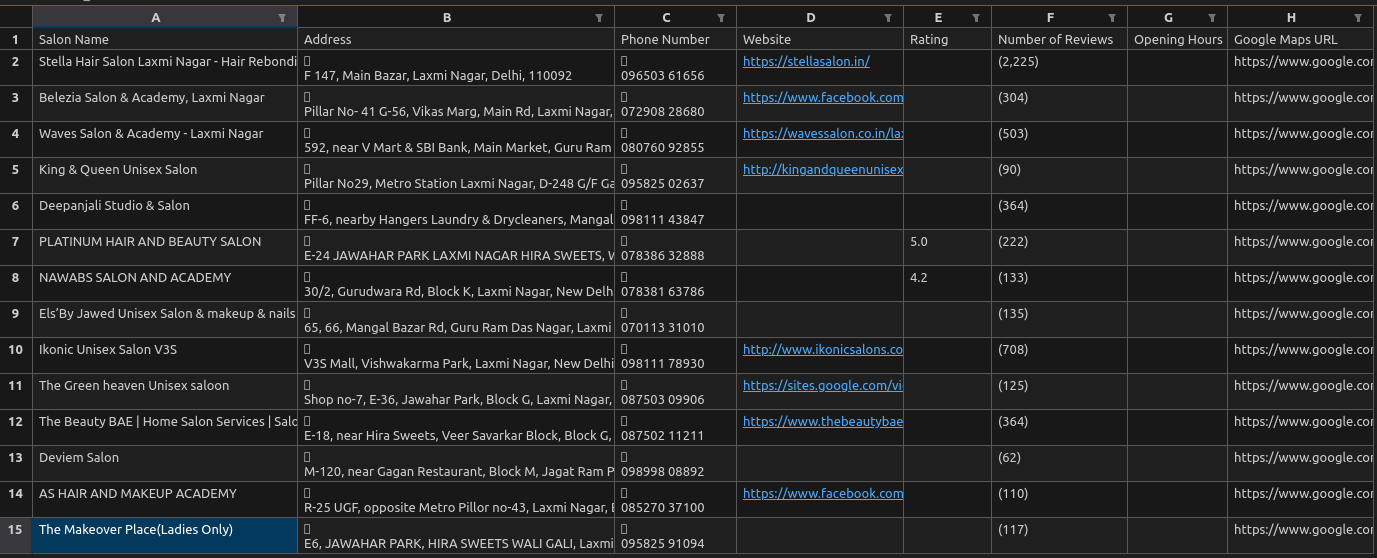 A B C D E F G H
1 Salon Name Address Phone Number Website Rating Number of Reviews Opening Hours Google Maps URL
2 Stella Hair Salon Laxmi Nagar - Hair Rebondi F 147, Main Bazar, Laxmi Nagar, Delhi, 110092 096503 61656 https://stellasalon.in/ (2,225) https://www.google.cor
3 Belezia Salon & Academy, Laxmi Nagar Pillar No- 41 G-56, Vikas Marg, Main Rd, Laxmi Nagar, 072908 28680 https://www.facebook.com (304) https://www.google.cor
4 Waves Salon & Academy - Laxmi Nagar 592, near V Mart & SBI Bank, Main Market, Guru Ram 080760 92855 https://wavessalon.co.in/la (503) https://www.google.cor
5 King & Queen Unisex Salon Pillar No29, Metro Station Laxmi Nagar, D-248 G/F Ga 095825 02637 http://kingandqueenunisex (90) https://www.google.cor
6 Deepanjali Studio & Salon FF-6, nearby Hangers Laundry & Drycleaners, Mangal 098111 43847 (364) https://www.google.cor
7 PLATINUM HAIR AND BEAUTY SALON E-24 JAWAHAR PARK LAXMI NAGAR HIRA SWEETS, 078386 32888 5.0 (222) https://www.google.cor
8 NAWABS SALON AND ACADEMY 30/2, Gurudwara Rd, Block K, Laxmi Nagar, New Delh 078381 63786 4.2 (133) https://www.google.cor
9 Els’By Jawed Unisex Salon & makeup & nails 65, 66, Mangal Bazar Rd, Guru Ram Das Nagar, Laxmi 070113 31010 (135) https://www.google.cor
10 Ikonic Unisex Salon V3S V3S Mall, Vishwakarma Park, Laxmi Nagar, New Delhi 098111 78930 http://www.ikonicsalons.co (708) https://www.google.cor
11 The Green heaven Unisex saloon Shop no-7, E-36, Jawahar Park, Block G, Laxmi Nagar, 087503 09906 https://sites.google.com/vi (125) https://www.google.cor
12 The Beauty BAE | Home Salon Services | Salo E-18, near Hira Sweets, Veer Savarkar Block, Block G, 087502 11211 https://www.thebeautybae (364) https://www.google.cor
13 Deviem Salon M-120, near Gagan Restaurant, Block M, Jagat Ram P 098998 08892 (62) https://www.google.cor
14 AS HAIR AND MAKEUP ACADEMY R-25 UGF, opposite Metro Pillor no-43, Laxmi Nagar, 085270 37100 https://www.facebook.com (110) https://www.google.cor
15 The Makeover Place(Ladies Only) E6, JAWAHAR PARK, HIRA SWEETS WALI GALI, Laxmi 095825 91094 (117) https://www.google.cor